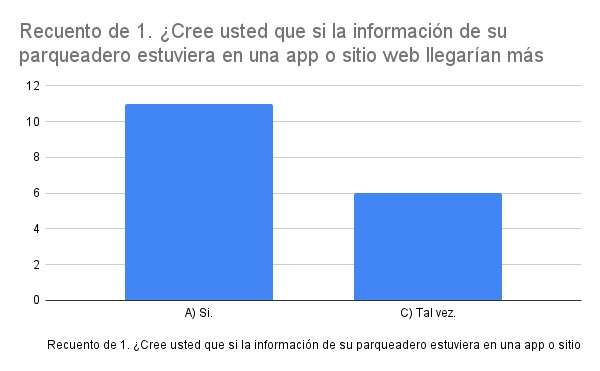 Recuento de 1. ¿Cree usted que si la información de su
parqueadero estuviera en una app o sitio web llegarían más
12
10
8
6
4
2
0
A) Si.
C) Tal vez.
Recuento de 1. ¿Cree usted que si la información de su parqueadero estuviera en una app o sitio